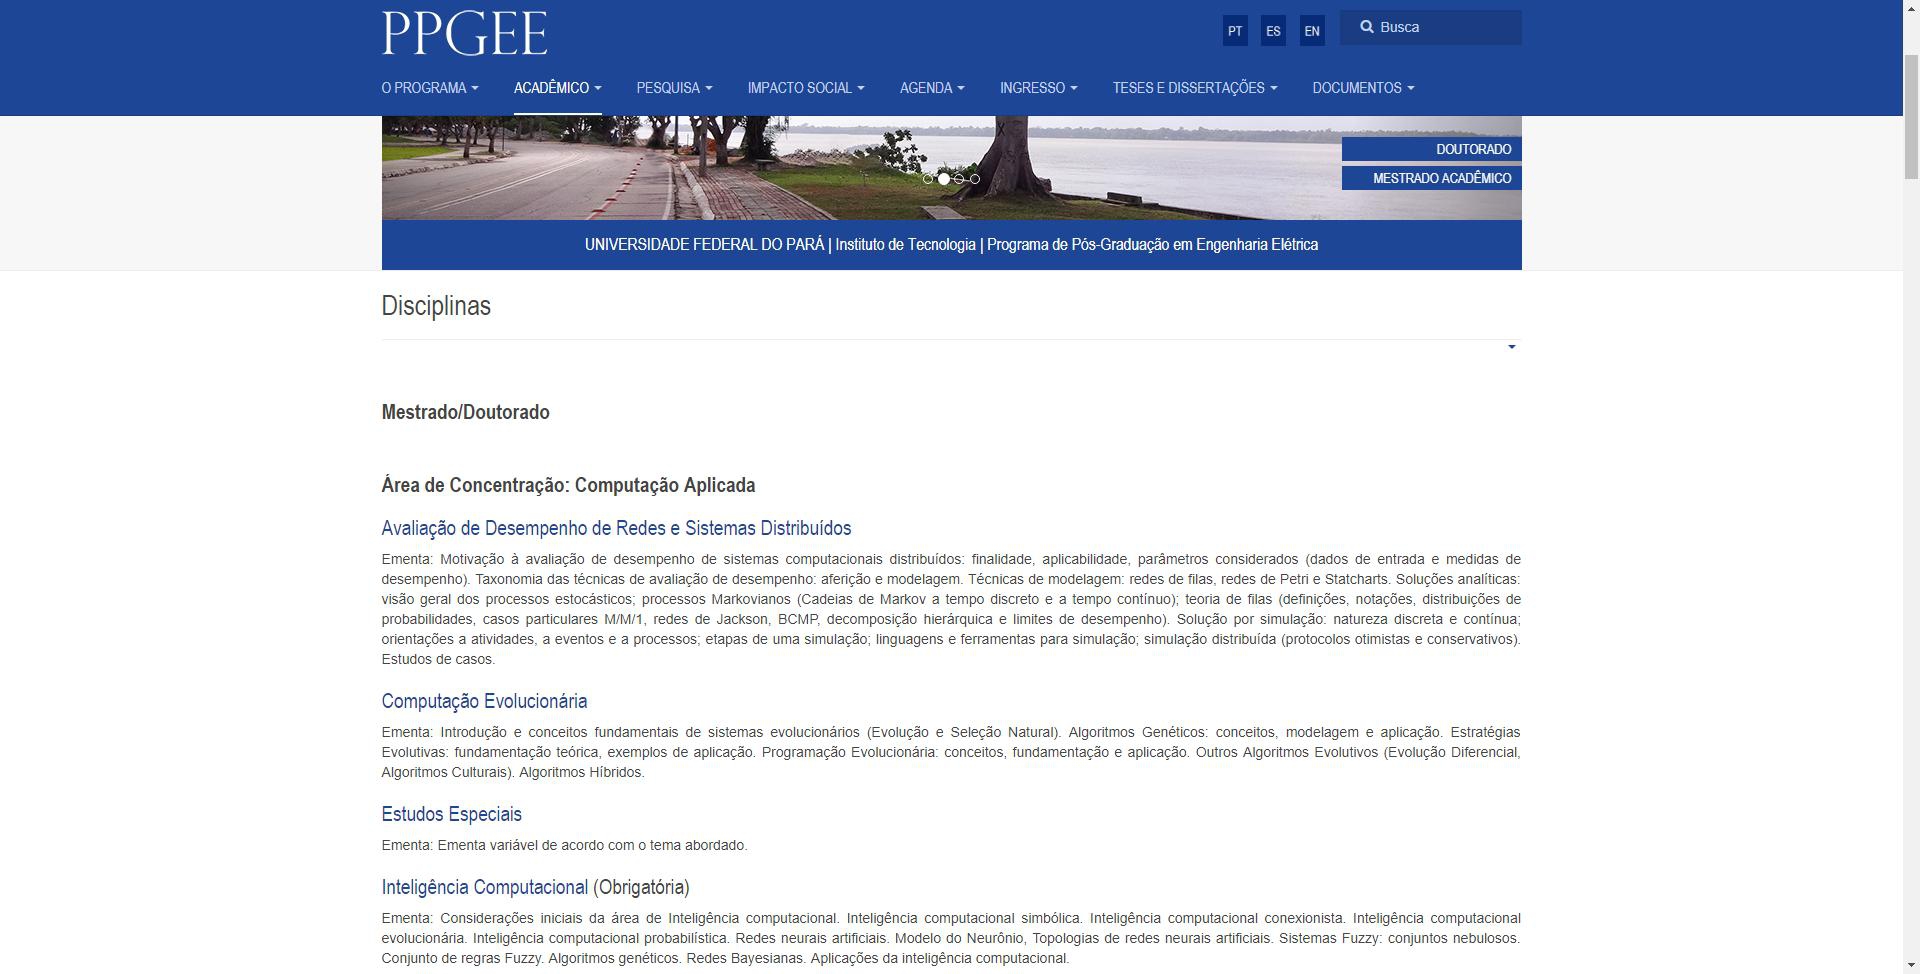 PPGEE
PT ES EN Busca
O PROGRAMA ACADÊMICO PESQUISA IMPACTO SOCIAL AGENDA INGRESSO TESES E DISSERTAÇÕES DOCUMENTOS
DOUTORADO
MESTRADO ACADÊMICO
UNIVERSIDADE FEDERAL DO PARÁ | Instituto de Tecnologia | Programa de Pós-Graduação em Engenharia Elétrica
Disciplinas
Mestrado/Doutorado
Área de Concentração: Computação Aplicada
Avaliação de Desempenho de Redes e Sistemas Distribuídos
Ementa: Motivação à avaliação de desempenho de sistemas computacionais distribuídos: finalidade, aplicabilidade, parâmetros considerados (dados de entrada e medidas de
desempenho). Taxonomia das técnicas de avaliação de desempenho: aferição e modelagem. Técnicas de modelagem: redes de filas, redes de Petri e Statcharts. Soluções analíticas:
visão geral dos processos estocásticos; processos Markovianos (Cadeias de Markov a tempo discreto e a tempo contínuo); teoria de filas (definições, notações, distribuições de
probabilidades, casos particulares M/M/1, redes de Jackson, BCMP, decomposição hierárquica e limites de desempenho). Solução por simulação: natureza discreta e contínua;
orientações a atividades, a eventos e a processos; etapas de uma simulação; linguagens e ferramentas para simulação; simulação distribuída (protocolos otimistas e conservativos).
Estudos de casos.
Computação Evolucionária
Ementa: Introdução e conceitos fundamentais de sistemas evolucionários (Evolução e Seleção Natural). Algoritmos Genéticos: conceitos, modelagem e aplicação. Estratégias
Evolutivas: fundamentação teórica, exemplos de aplicação. Programação Evolucionária: conceitos, fundamentação e aplicação. Outros Algoritmos Evolutivos (Evolução Diferencial,
Algoritmos Culturais). Algoritmos Híbridos.
Estudos Especiais
Ementa: Ementa variável de acordo com o tema abordado.
Inteligência Computacional (Obrigatória)
Ementa: Considerações iniciais da área de Inteligência computacional. Inteligência computacional simbólica. Inteligência computacional conexionista. Inteligência computacional
evolucionária. Inteligência computacional probabilística. Redes neurais artificiais. Modelo do Neurônio, Topologias de redes neurais artificiais. Sistemas Fuzzy: conjuntos nebulosos.
Conjunto de regras Fuzzy. Algoritmos genéticos. Redes Bayesianas. Aplicações da inteligência computacional.